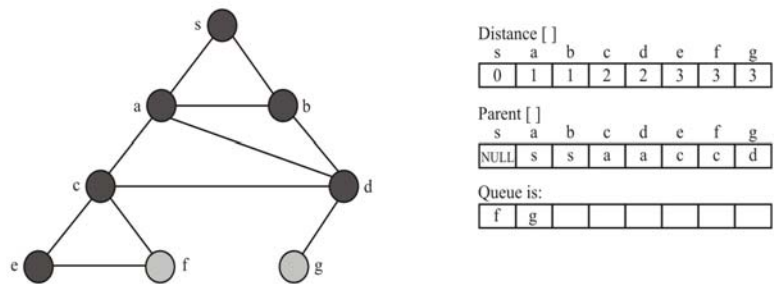 s
a
b
c
d
e
f
g
Distance [ ]
s a b c d e f g
0 1 1 2 2 3 3 3
Parent [ ]
s a b c d e f g
NULL s s a a c c d
Queue is:
f g